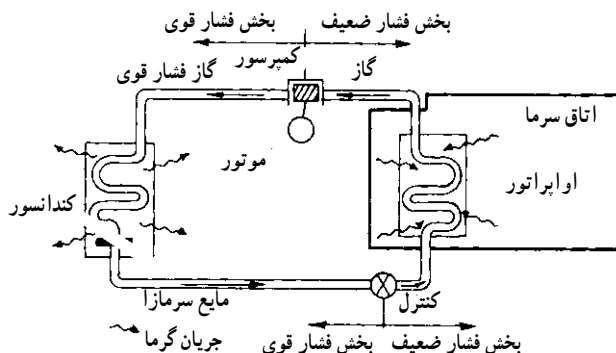 بخش فشار ضعیف
بخش فشار قوی
کمپرسور
گاز
گاز فشار قوی
اتاق سرما
موتور
اواپراتور
کندانسور
کنترل
مایع سرمازا
جریان گرما
بخش فشار ضعیف
بخش فشار قوی